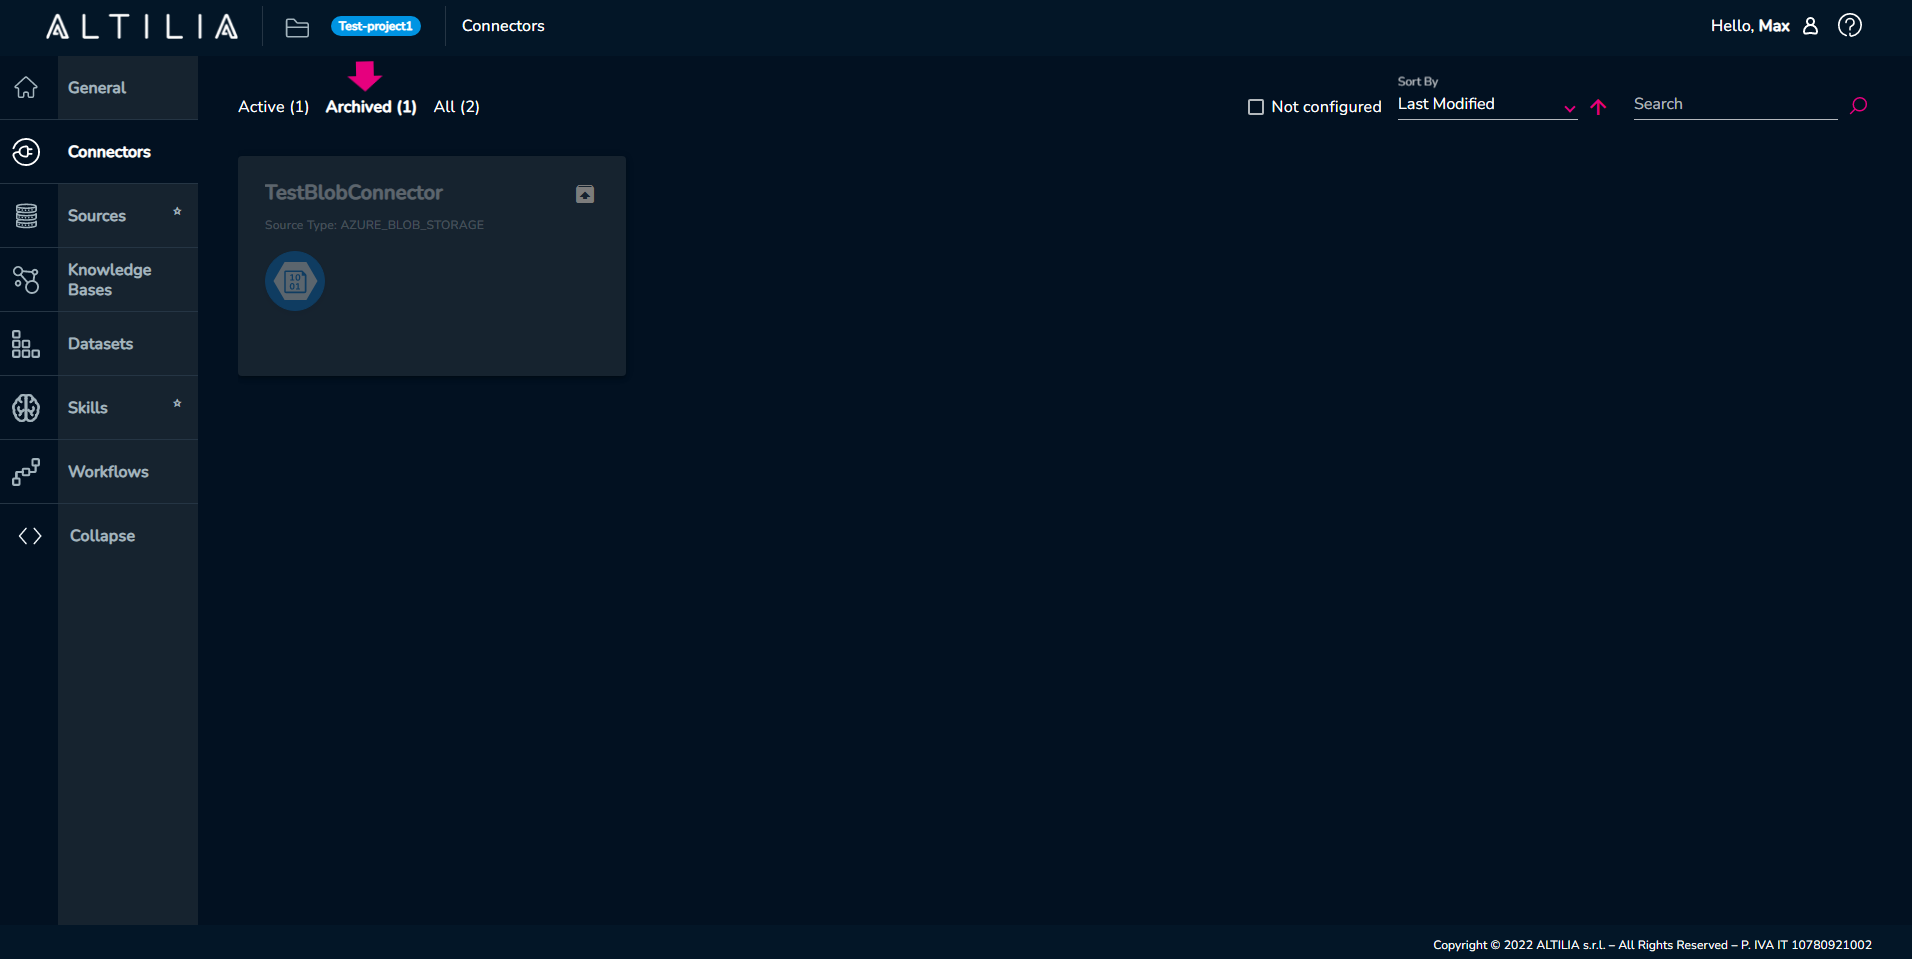 ALTILIA
Test-project1
Connectors
Hello, Max
General
Connectors
Sources
Knowledge
Bases
Datasets
Skills
Workflows
Collapse
Active (1) Archived (1) All (2)
Not configured
Sort By
Last Modified
Search
TestBlobConnector
Source Type: AZURE_BLOB_STORAGE
10
01
Copyright © 2022 ALTILIA s.r.l. – All Rights Reserved – P. IVA IT 10780921002